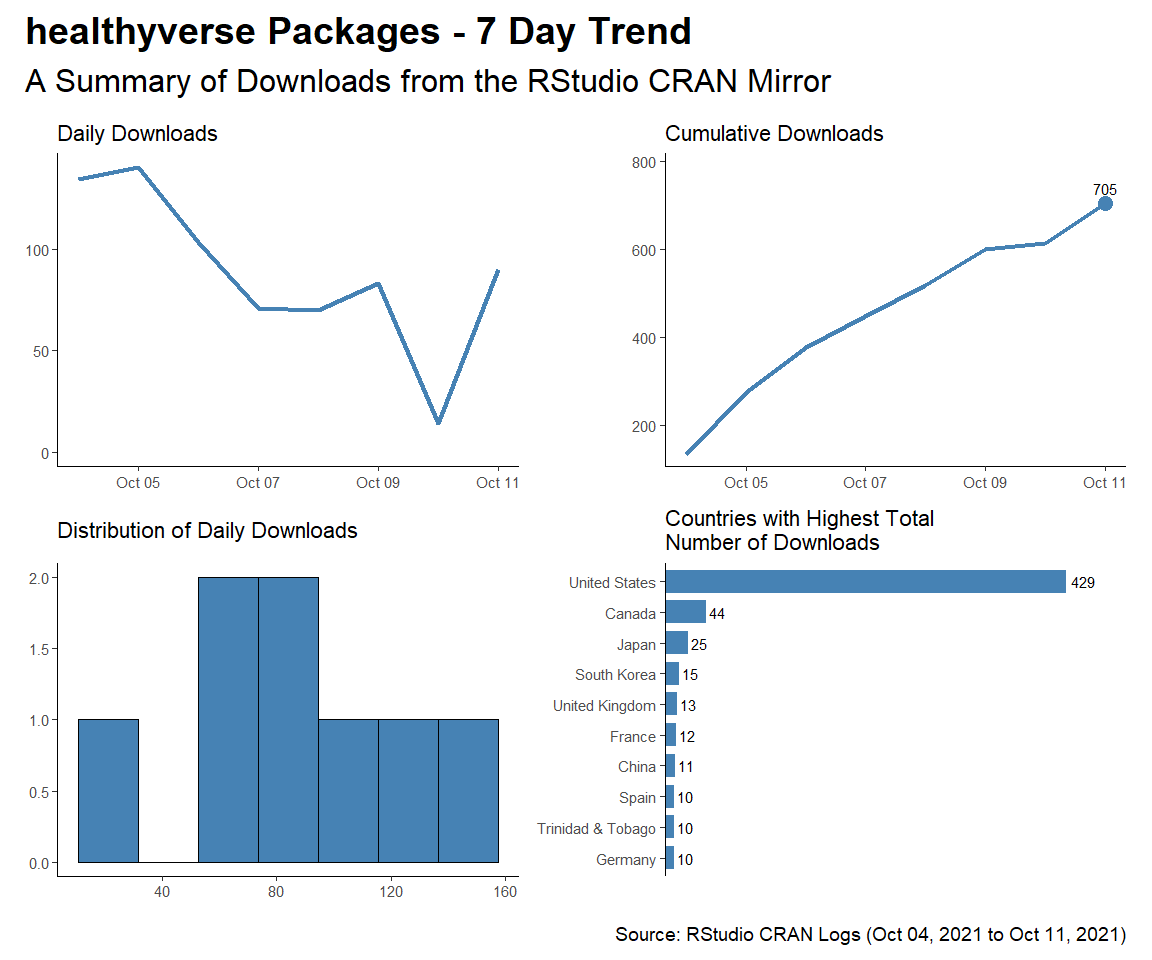 healthyverse Packages - 7 Day Trend
A Summary of Downloads from the RStudio CRAN Mirror
Daily Downloads
100
50
0
Oct 05
Oct 07
Oct 09
Oct 11
Cumulative Downloads
800
600
400
200
705
Oct 05
Oct 07
Oct 09
Oct 11
Distribution of Daily Downloads
2.0
1.5
1.0
0.5
0.0
40
80
120
160
Countries with Highest Total
Number of Downloads
United States 429
Canada 44
Japan 25
South Korea 15
United Kingdom 13
France 12
China 11
Spain 10
Trinidad & Tobago 10
Germany 10
Source: RStudio CRAN Logs (Oct 04, 2021 to Oct 11, 2021)